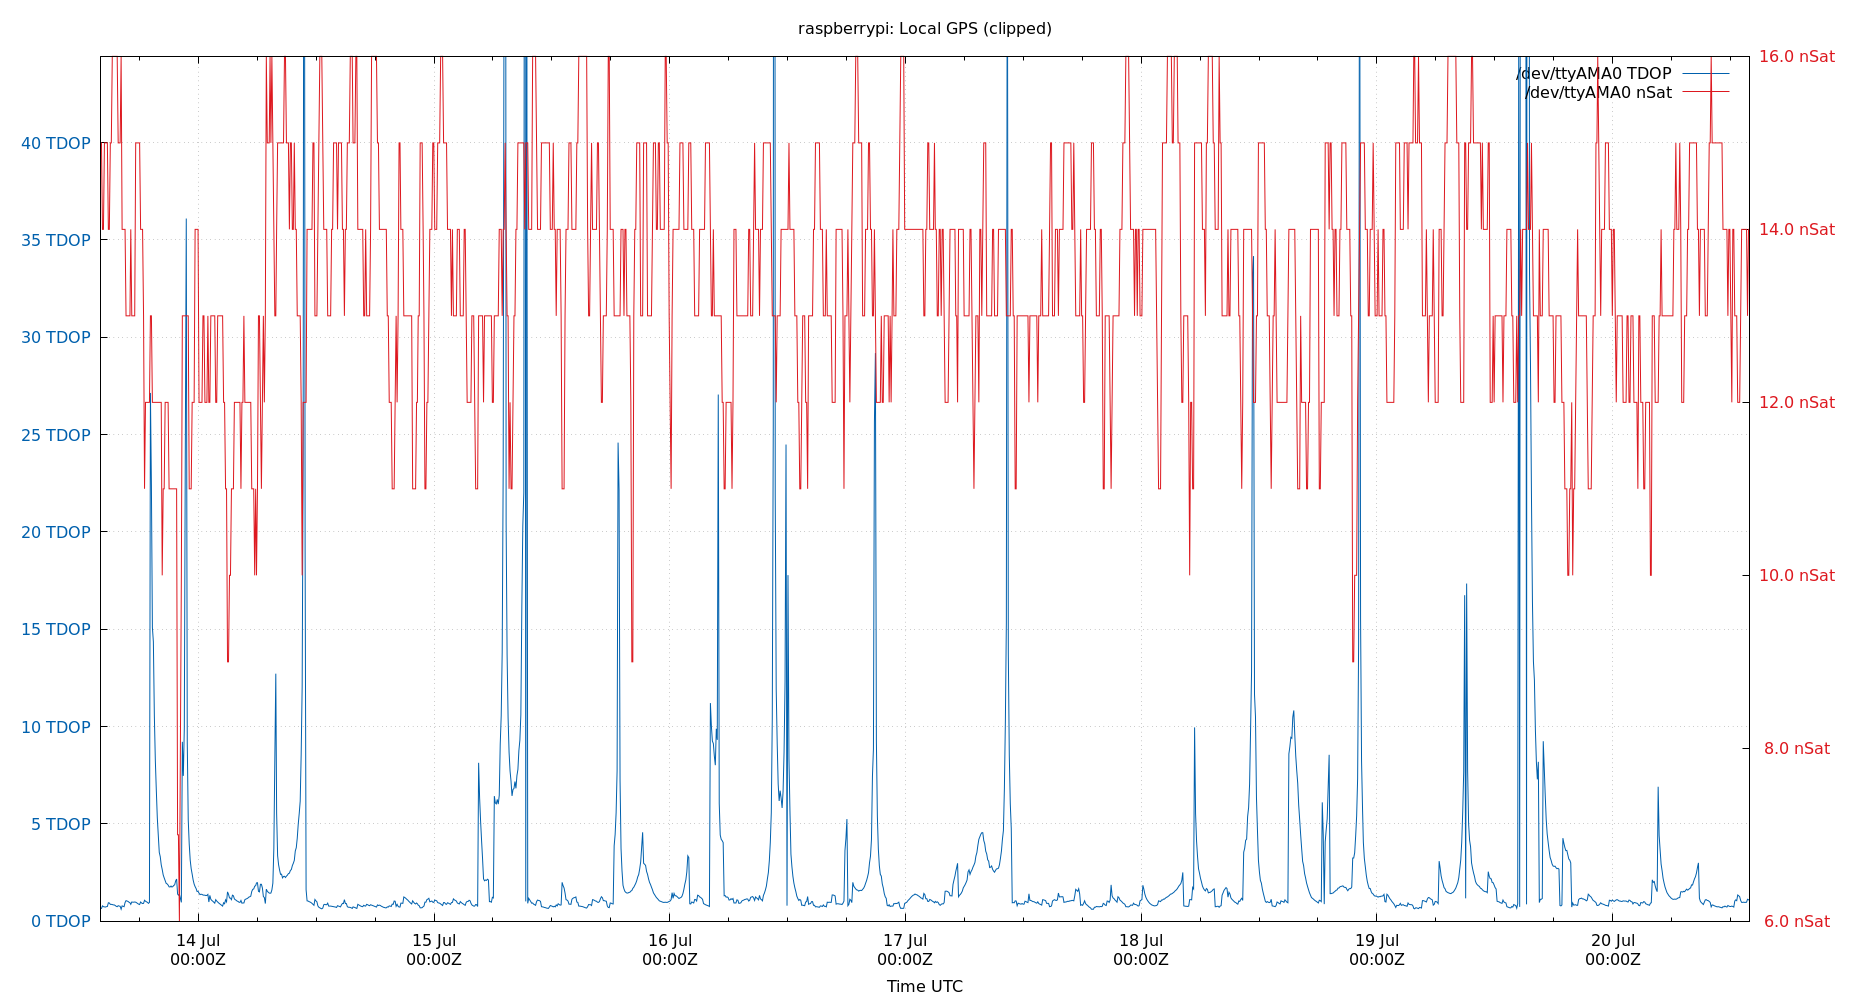 raspberrypi: Local GPS (clipped)
16.0 nSat
/dev/ttyAMA0 TDOP
/dev/ttyAMA0 nSat
40 TDOP
14.0 nSat
35 TDOP
30 TDOP
12.0 nSat
25 TDOP
20 TDOP
10.0 nSat
15 TDOP
10 TDOP
8.0 nSat
5 TDOP
0 TDOP
6.0 nSat
14 Jul 15 Jul 16 Jul 17 Jul 18 Jul 19 Jul 20 Jul
00:00Z 00:00Z 00:00Z 00:00Z 00:00Z 00:00Z 00:00Z
Time UTC